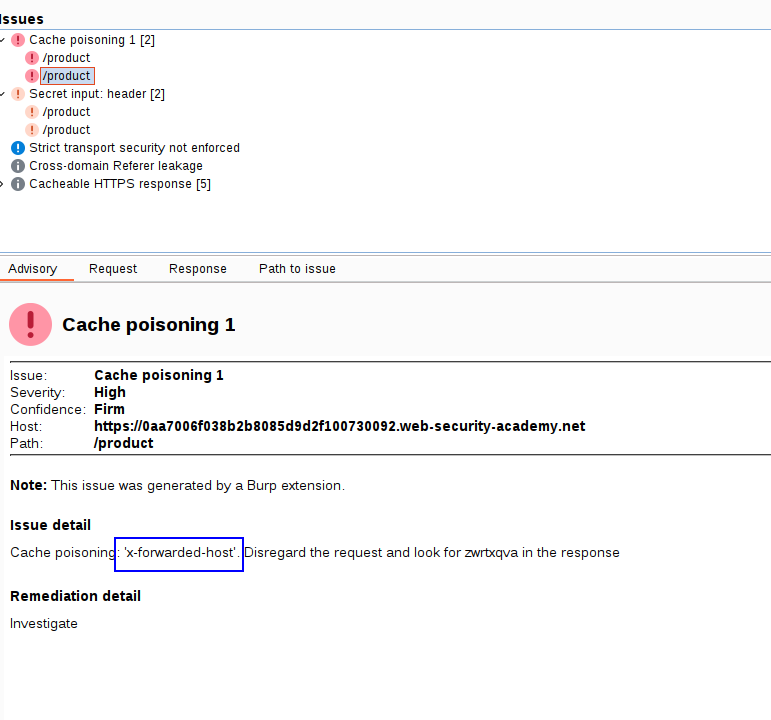 Issues
Cache poisoning 1 [2]
/product
/product
Secret input: header [2]
/product
/product
Strict transport security not enforced
Cross-domain Referer leakage
Cacheable HTTPS response [5]
Advisory Request Response Path to issue
Cache poisoning 1
Issue: Cache poisoning 1
Severity: High
Confidence: Firm
Host: https://0aa7006f038b2b8085d9d2f100730092.web-security-academy.net
Path: /product
Note: This issue was generated by a Burp extension.
Issue detail
Cache poisoning: 'x-forwarded-host'. Disregard the request and look for zwrtxqva in the response
Remediation detail
Investigate